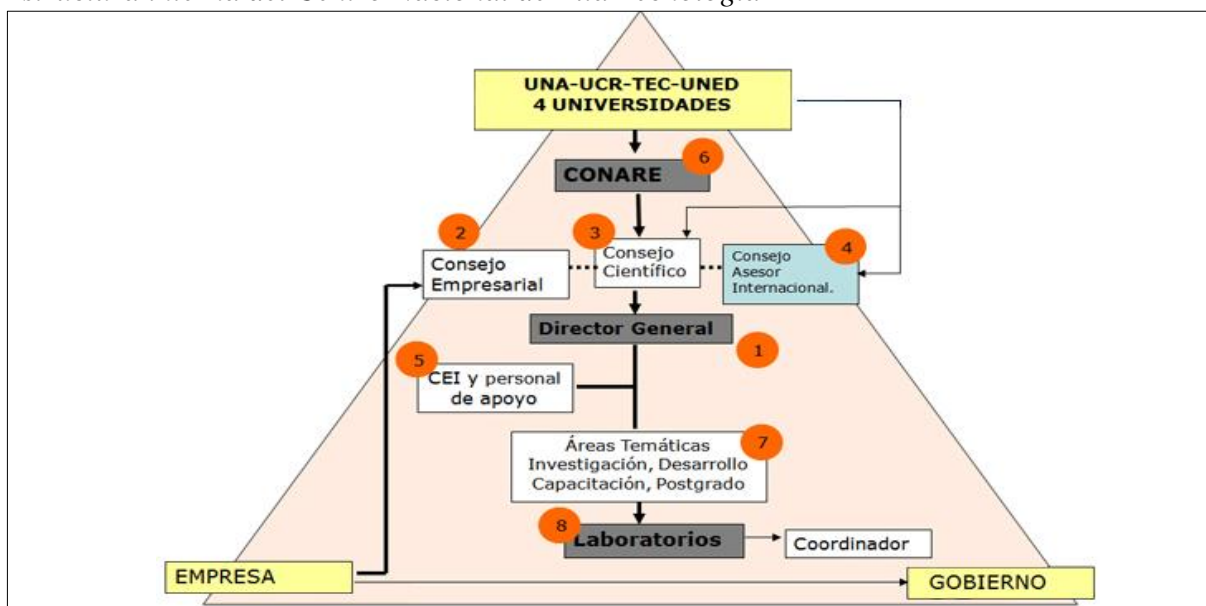 UNA-UCR-TEC-UNED
4 UNIVERSIDADES
6
CONARE
2
3
4
Consejo
Empresarial
Consejo
Científico
Consejo
Asesor
Internacional.
Director General
1
5
CEI y personal
de apoyo
7
Áreas Temáticas
Investigación, Desarrollo
Capacitación, Postgrado
8
Laboratorios
Coordinador
EMPRESA
GOBIERNO